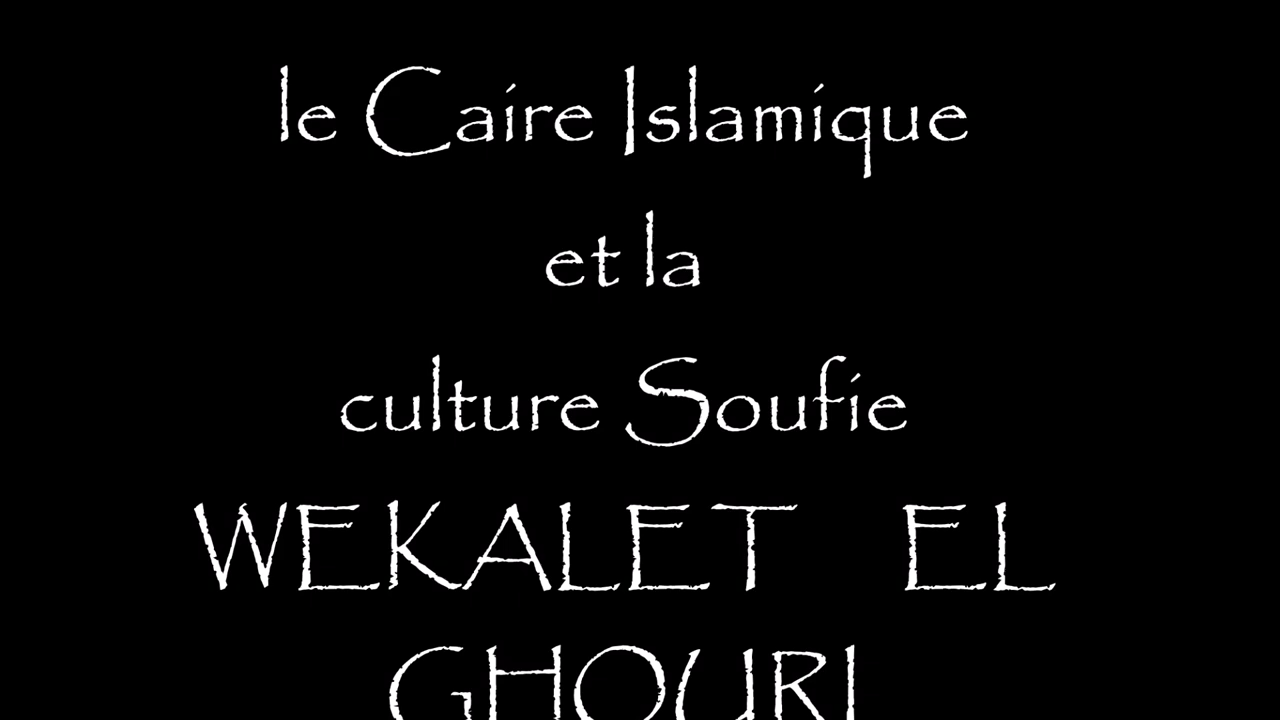 le Caire Islamique
et la
culture Soufie
WEKALET EL
GHOURI